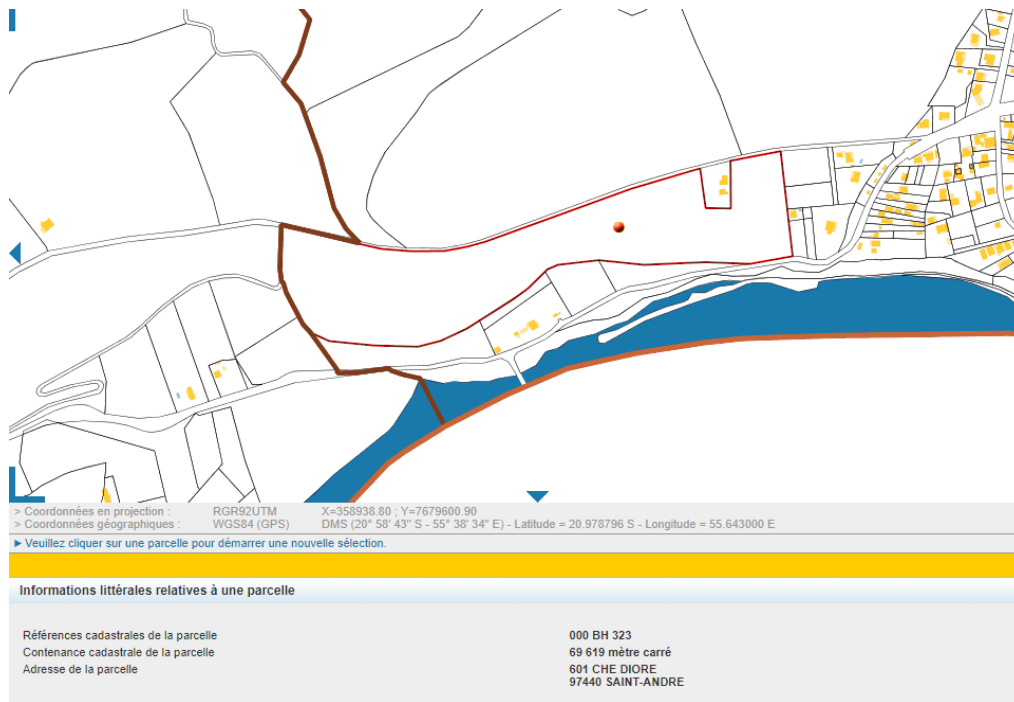 > Coordonnées en projection : RGR92UTM X=358938.80 ; Y=7679600.90
> Coordonnées géographiques : WGS84 (GPS) DMS (20° 58' 43" S - 55° 38' 34" E) - Latitude = 20.978796 S - Longitude = 55.643000 E
Veuillez cliquer sur une parcelle pour démarrer une nouvelle sélection.
Informations littérales relatives à une parcelle
Références cadastrales de la parcelle 000 BH 323
Contenance cadastrale de la parcelle 69 619 mètre carré
Adresse de la parcelle 601 CHE DIORE
97440 SAINT-ANDRE